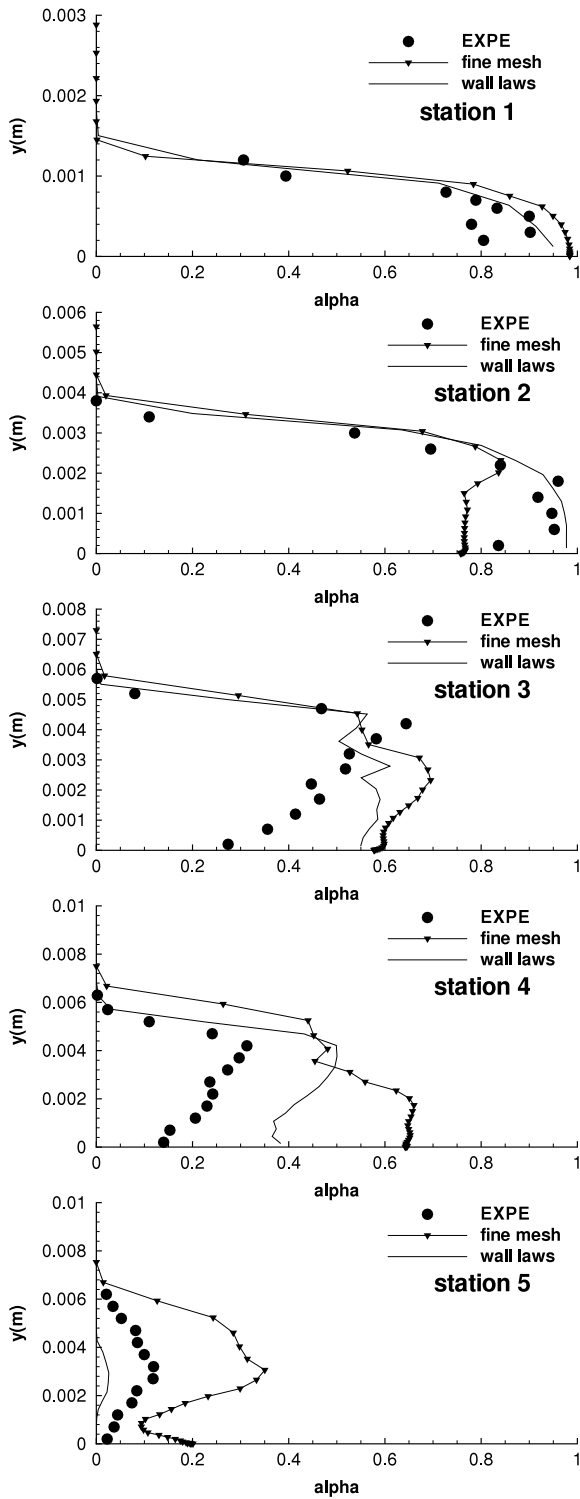 0.003
EXPE
fine mesh
wall laws
station 1
0.002
y(m)
0.001
0
0 0.2 0.4 0.6 0.8 1
alpha
0.006
EXPE
0.005
fine mesh
wall laws
0.004
station 2
y(m)
0.003
0.002
0.001
0
0 0.2 0.4 0.6 0.8 1
alpha
0.008
EXPE
0.007
fine mesh
0.006
wall laws
0.005
station 3
y(m)
0.004
0.003
0.002
0.001
0
0 0.2 0.4 0.6 0.8 1
alpha
0.01
EXPE
0.008
fine mesh
wall laws
station 4
0.006
y(m)
0.004
0.002
0
0 0.2 0.4 0.6 0.8 1
alpha
0.01
EXPE
0.008
fine mesh
wall laws
station 5
0.006
y(m)
0.004
0.002
0
0 0.2 0.4 0.6 0.8 1
alpha